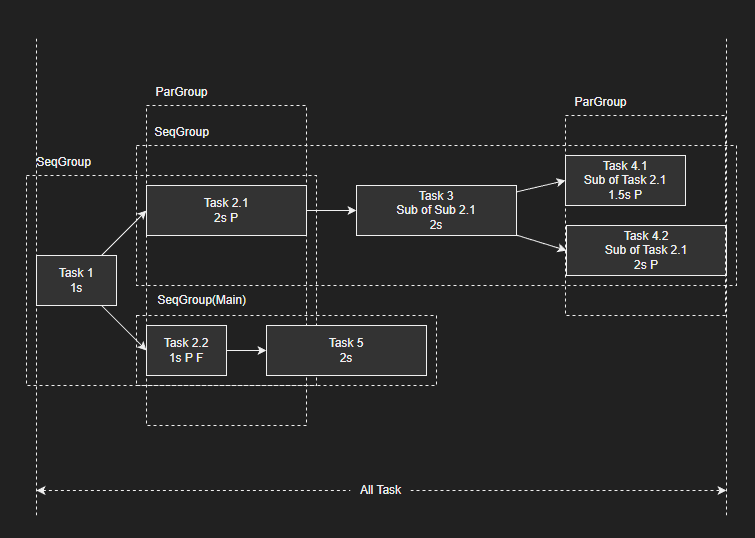 ParGroup
ParGroup
SeqGroup
SeqGroup
Task 4.1
Sub of Task 2.1
1.5s P
Task 2.1
2s P
Task 3
Sub of Sub 2.1
2s
Task 4.2
Sub of Task 2.1
2s P
Task 1
1s
SeqGroup(Main)
Task 2.2
1s P F
Task 5
2s
All Task